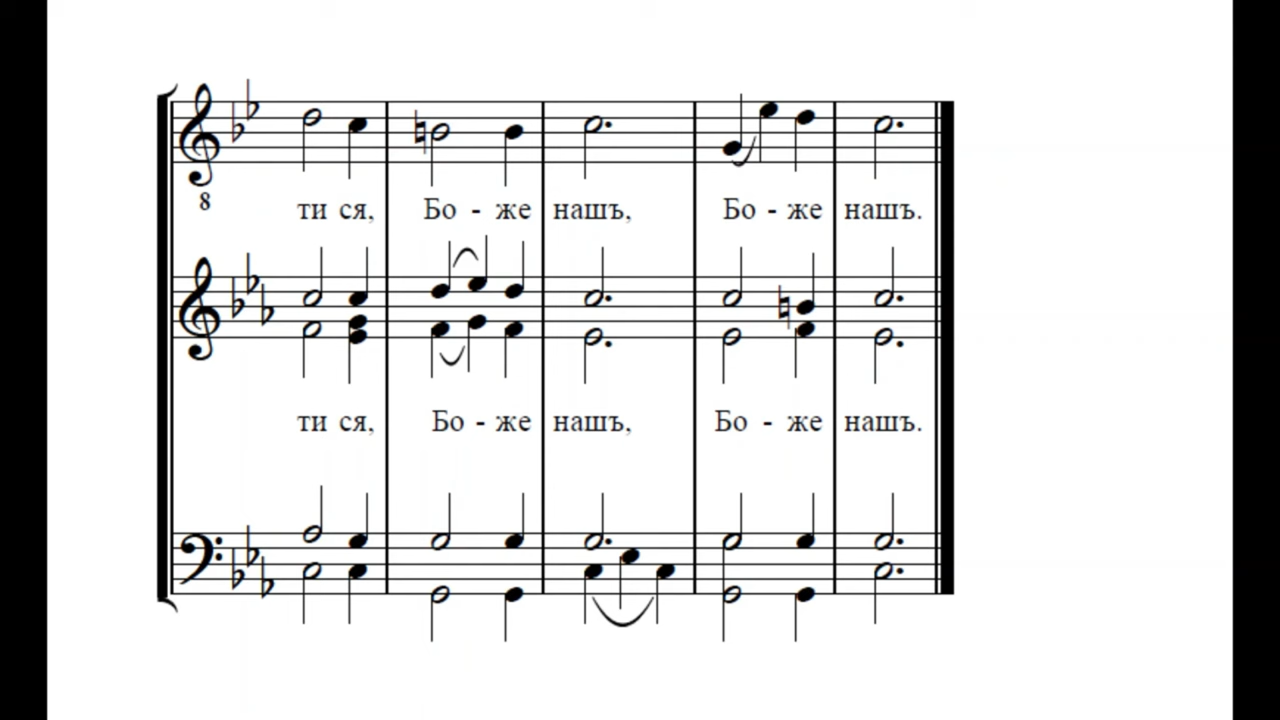 8
ти ся, Бо - же нашъ, Бо - же нашъ.
ти ся, Бо - же нашъ, Бо - же нашъ.